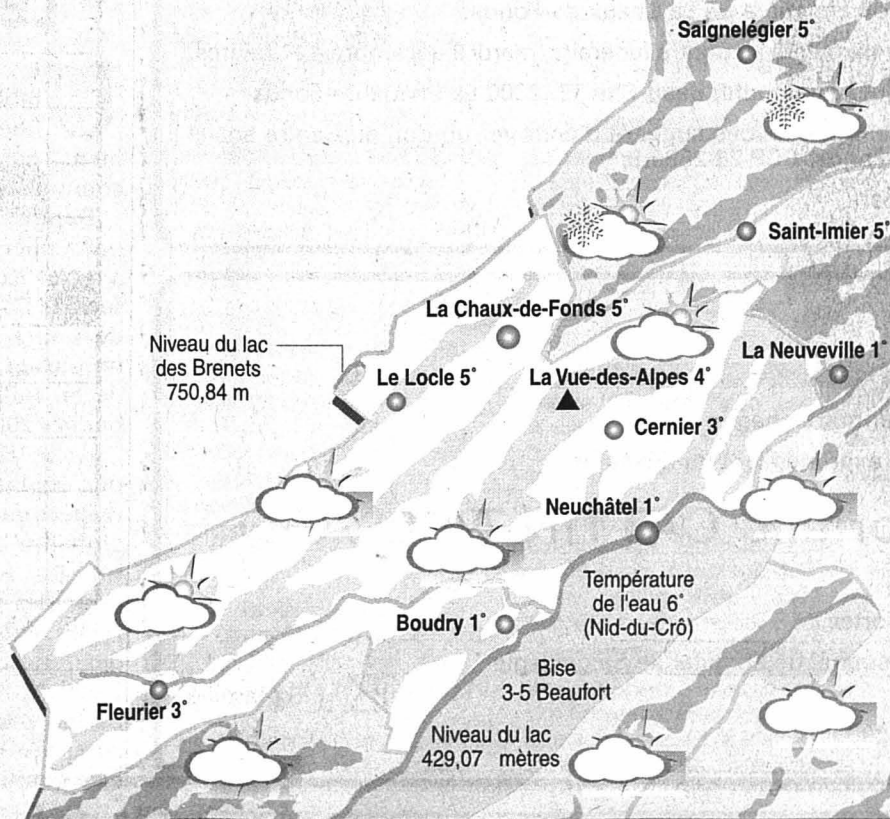 Saignelégier 5°
Saint-Imier 5°
La Chaux-de-Fonds 5°
Niveau du lac
des Brenets
750,84 m
La Neuveville 1°
Le Locle 5°
La Vue-des-Alpes 4°
Cernier 3°
Neuchâtel 1°
Température
de l'eau 6°
(Nid-du-Crô)
Boudry 1°
Bise
3-5 Beaufort
Fleurier 3°
Niveau du lac
429,07 mètres